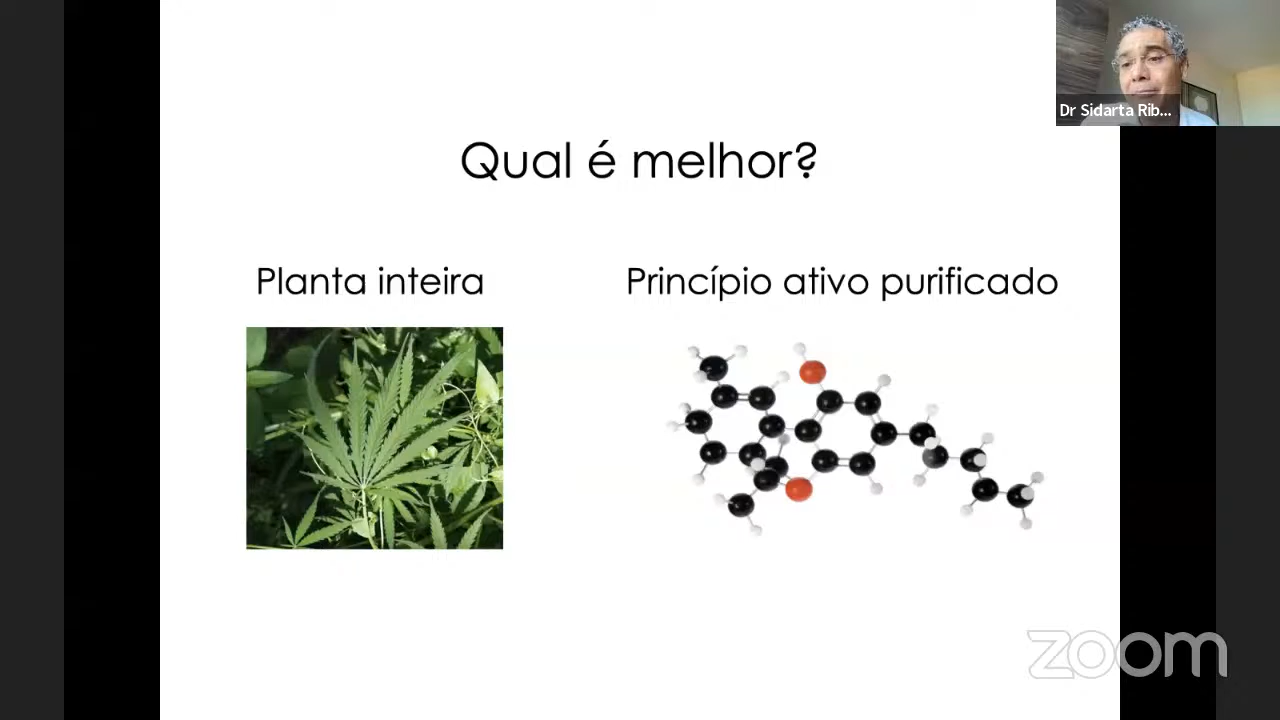 Dr Sidarta Rib...
Qual é melhor?
Planta inteira
Princípio ativo purificado
zoom